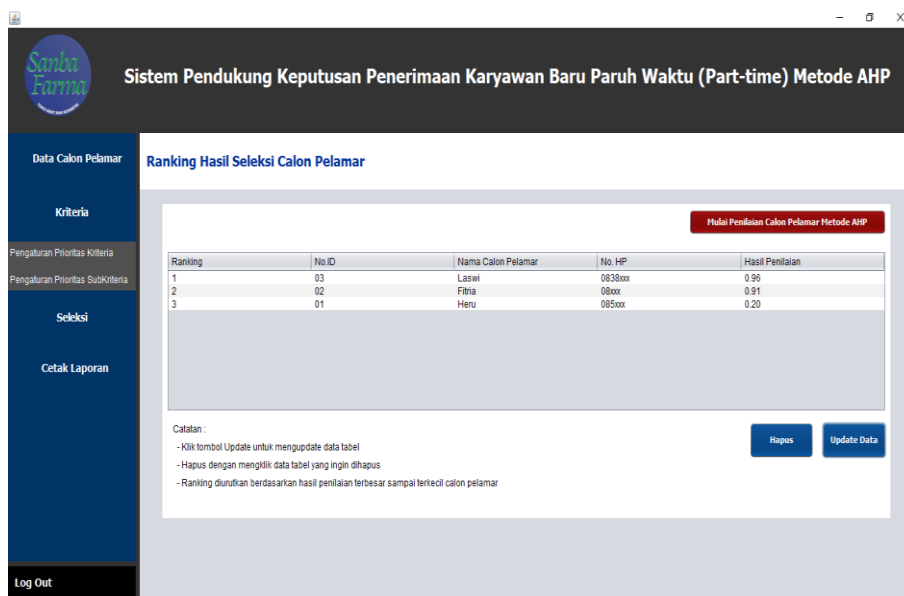 Sanba
Farma
Sistem Pendukung Keputusan Penerimaan Karyawan Baru Paruh Waktu (Part-time) Metode AHP
Data Calon Pelamar
Ranking Hasil Seleksi Calon Pelamar
Kriteria
Mulai Penilaian Calon Pelamar Metode AHP
Pengaturan Prioritas Kriteria
Pengaturan Prioritas SubKriteria
Ranking No.ID Nama Calon Pelamar No. HP Hasil Penilaian
1 03 Laswi 0838xxx 0.96
2 02 Fitria 08xxx 0.91
3 01 Heru 085xxx 0.20
Seleksi
Cetak Laporan
Catatan :
- Klik tombol Update untuk mengupdate data tabel
- Hapus dengan mengklik data tabel yang ingin dihapus
- Ranking diurutkan berdasarkan hasil penilaian terbesar sampai terkecil calon pelamar
Hapus
Update Data
Log Out